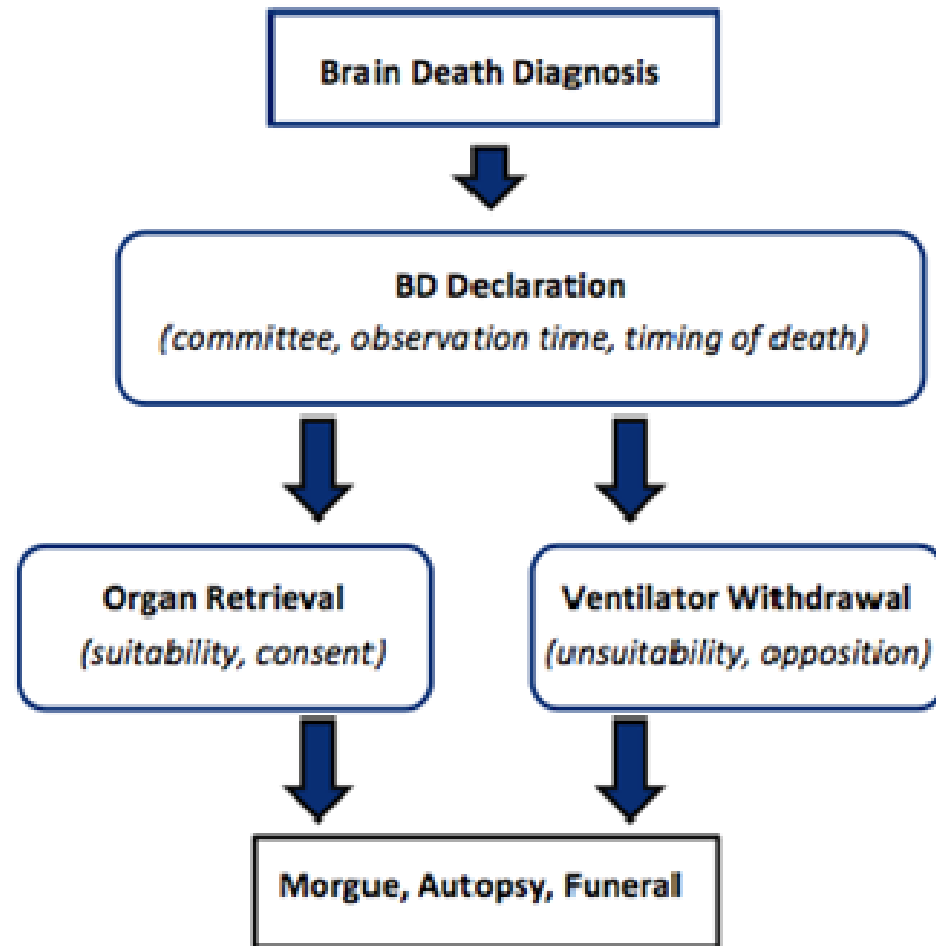 Brain Death Diagnosis
BD Declaration
(committee, observation time, timing of death)
Organ Retrieval
(suitability, consent)
Ventilator Withdrawal
(unsuitability, opposition)
Morgue, Autopsy, Funeral